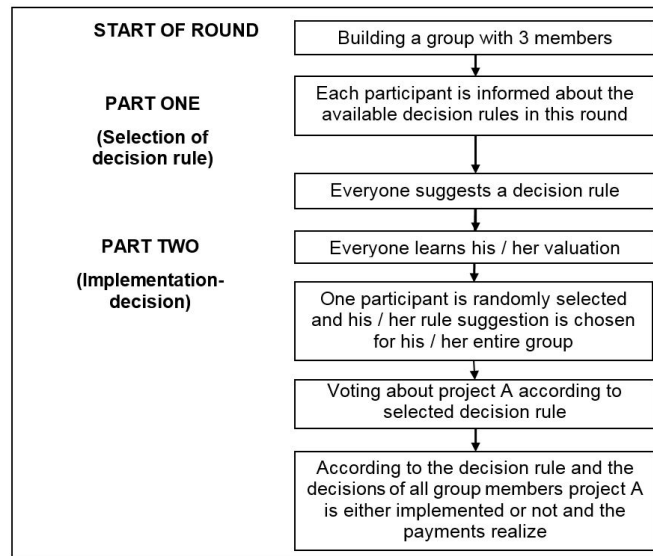 START OF ROUND
Building a group with 3 members
PART ONE
(Selection of
decision rule)
Each participant is informed about the
available decision rules in this round
Everyone suggests a decision rule
PART TWO
(Implementation-
decision)
Everyone learns his / her valuation
One participant is randomly selected
and his / her rule suggestion is chosen
for his / her entire group
Voting about project A according to
selected decision rule
According to the decision rule and the
decisions of all group members project A
is either implemented or not and the
payments realize